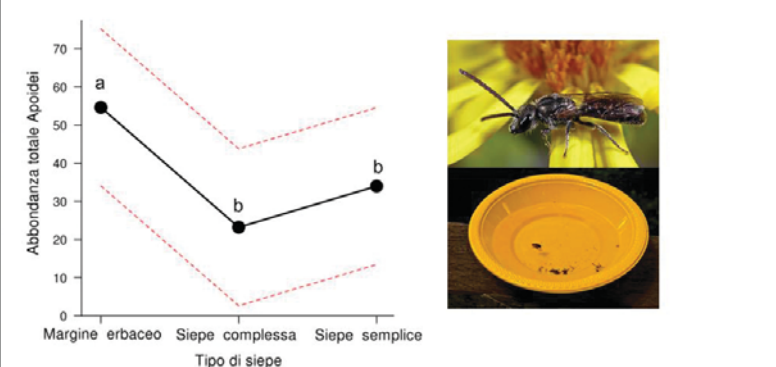 Abbondanza totale Apoidei
70
60
50
40
30
20
10
0
a
b
b
Margine erbaceo
Siepe complessa
Siepe semplice
Tipo di siepe